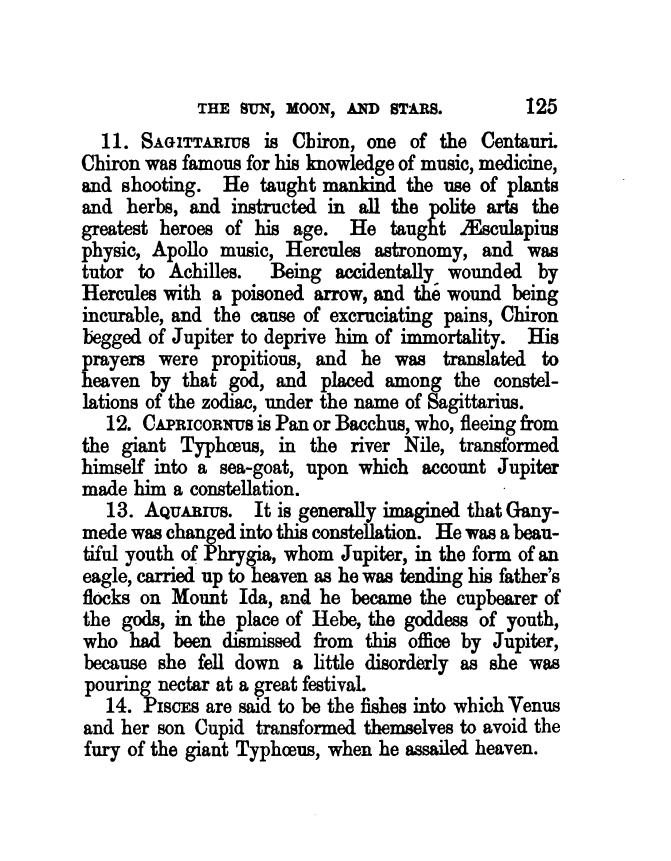 THE SUN, MOON, AND STARS. 125
11. SAGITTARIUS is Chiron, one of the Centauri.
Chiron was famous for his knowledge of music, medicine,
and shooting. He taught mankind the use of plants
and herbs, and instructed in all the polite arts the
greatest heroes of his age. He taught Æsculapius
physic, Apollo music, Hercules astronomy, and was
tutor to Achilles. Being accidentally wounded by
Hercules with a poisoned arrow, and the wound being
incurable, and the cause of excruciating pains, Chiron
begged of Jupiter to deprive him of immortality. His
prayers were propitious, and he was translated to
heaven by that god, and placed among the constel-
lations of the zodiac, under the name of Sagittarius.
12. CAPRICORNUS is Pan or Bacchus, who, fleeing from
the giant Typhœus, in the river Nile, transformed
himself into a sea-goat, upon which account Jupiter
made him a constellation.
13. AQUARIUS. It is generally imagined that Gany-
mede was changed into this constellation. He was a beau-
tiful youth of Phrygia, whom Jupiter, in the form of an
eagle, carried up to heaven as he was tending his father's
flocks on Mount Ida, and he became the cupbearer of
the gods, in the place of Hebe, the goddess of youth,
who had been dismissed from this office by Jupiter,
because she fell down a little disorderly as she was
pouring nectar at a great festival.
14. PISCES are said to be the fishes into which Venus
and her son Cupid transformed themselves to avoid the
fury of the giant Typhœus, when he assailed heaven.